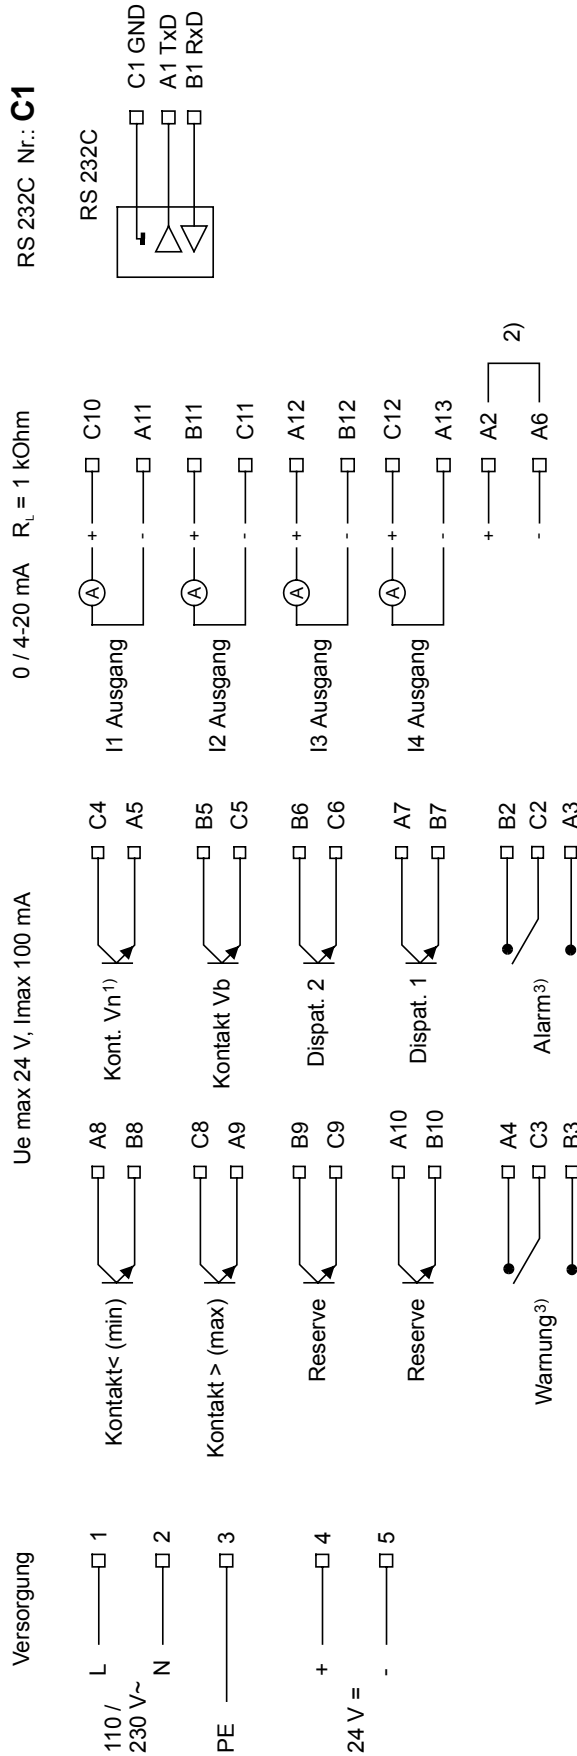 Versorgung
L
1
110 /
230 V~
N
2
PE
3
+
4
24 V =
-
5
Ue max 24 V, Imax 100 mA
Kontakt< (min)
A8
B8
Kontakt > (max)
C8
A9
Reserve
B9
C9
Reserve
A10
B10
Warnung3)
A4
C3
B3
Kont. Vn1)
C4
A5
Kontakt Vb
B5
C5
Dispat. 2
B6
C6
Dispat. 1
A7
B7
Alarm3)
B2
C2
A3
0 / 4-20 mA RL = 1 kOhm
I1 Ausgang
A
+
C10
-
A11
I2 Ausgang
A
+
B11
-
C11
I3 Ausgang
A
+
A12
-
B12
I4 Ausgang
A
+
C12
-
A13
+
A2
-
A6
2)
RS 232C Nr.: C1
RS 232C
C1 GND
A1 TxD
B1 RxD